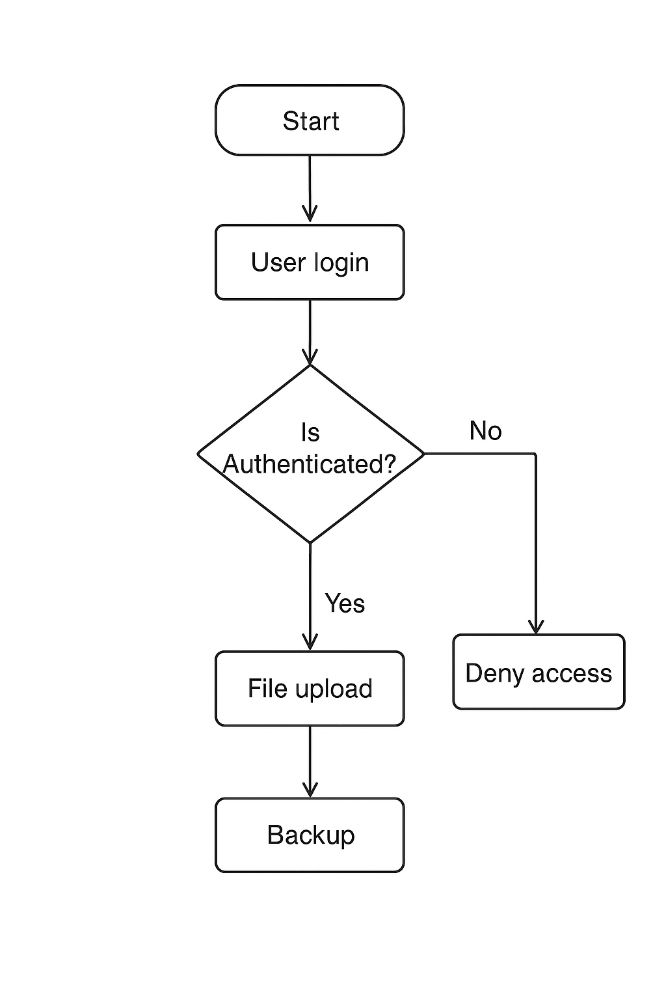 Start
User login
Is
Authenticated?
No
Yes
File upload
Deny access
Backup